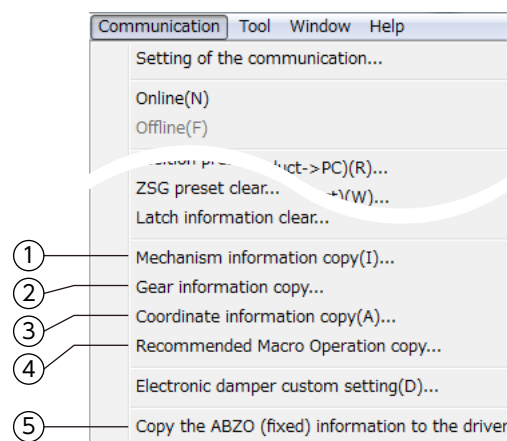 Communication Tool Window Help
Setting of the communication...
Online(N)
Offline(F)
uct->PC)(R)...
ZSG preset clear...
)(W)...
Latch information clear...
① Mechanism information copy(I)...
② Gear information copy...
③ Coordinate information copy(A)...
④ Recommended Macro Operation copy...
Electronic damper custom setting(D)...
⑤ Copy the ABZO (fixed) information to the driver